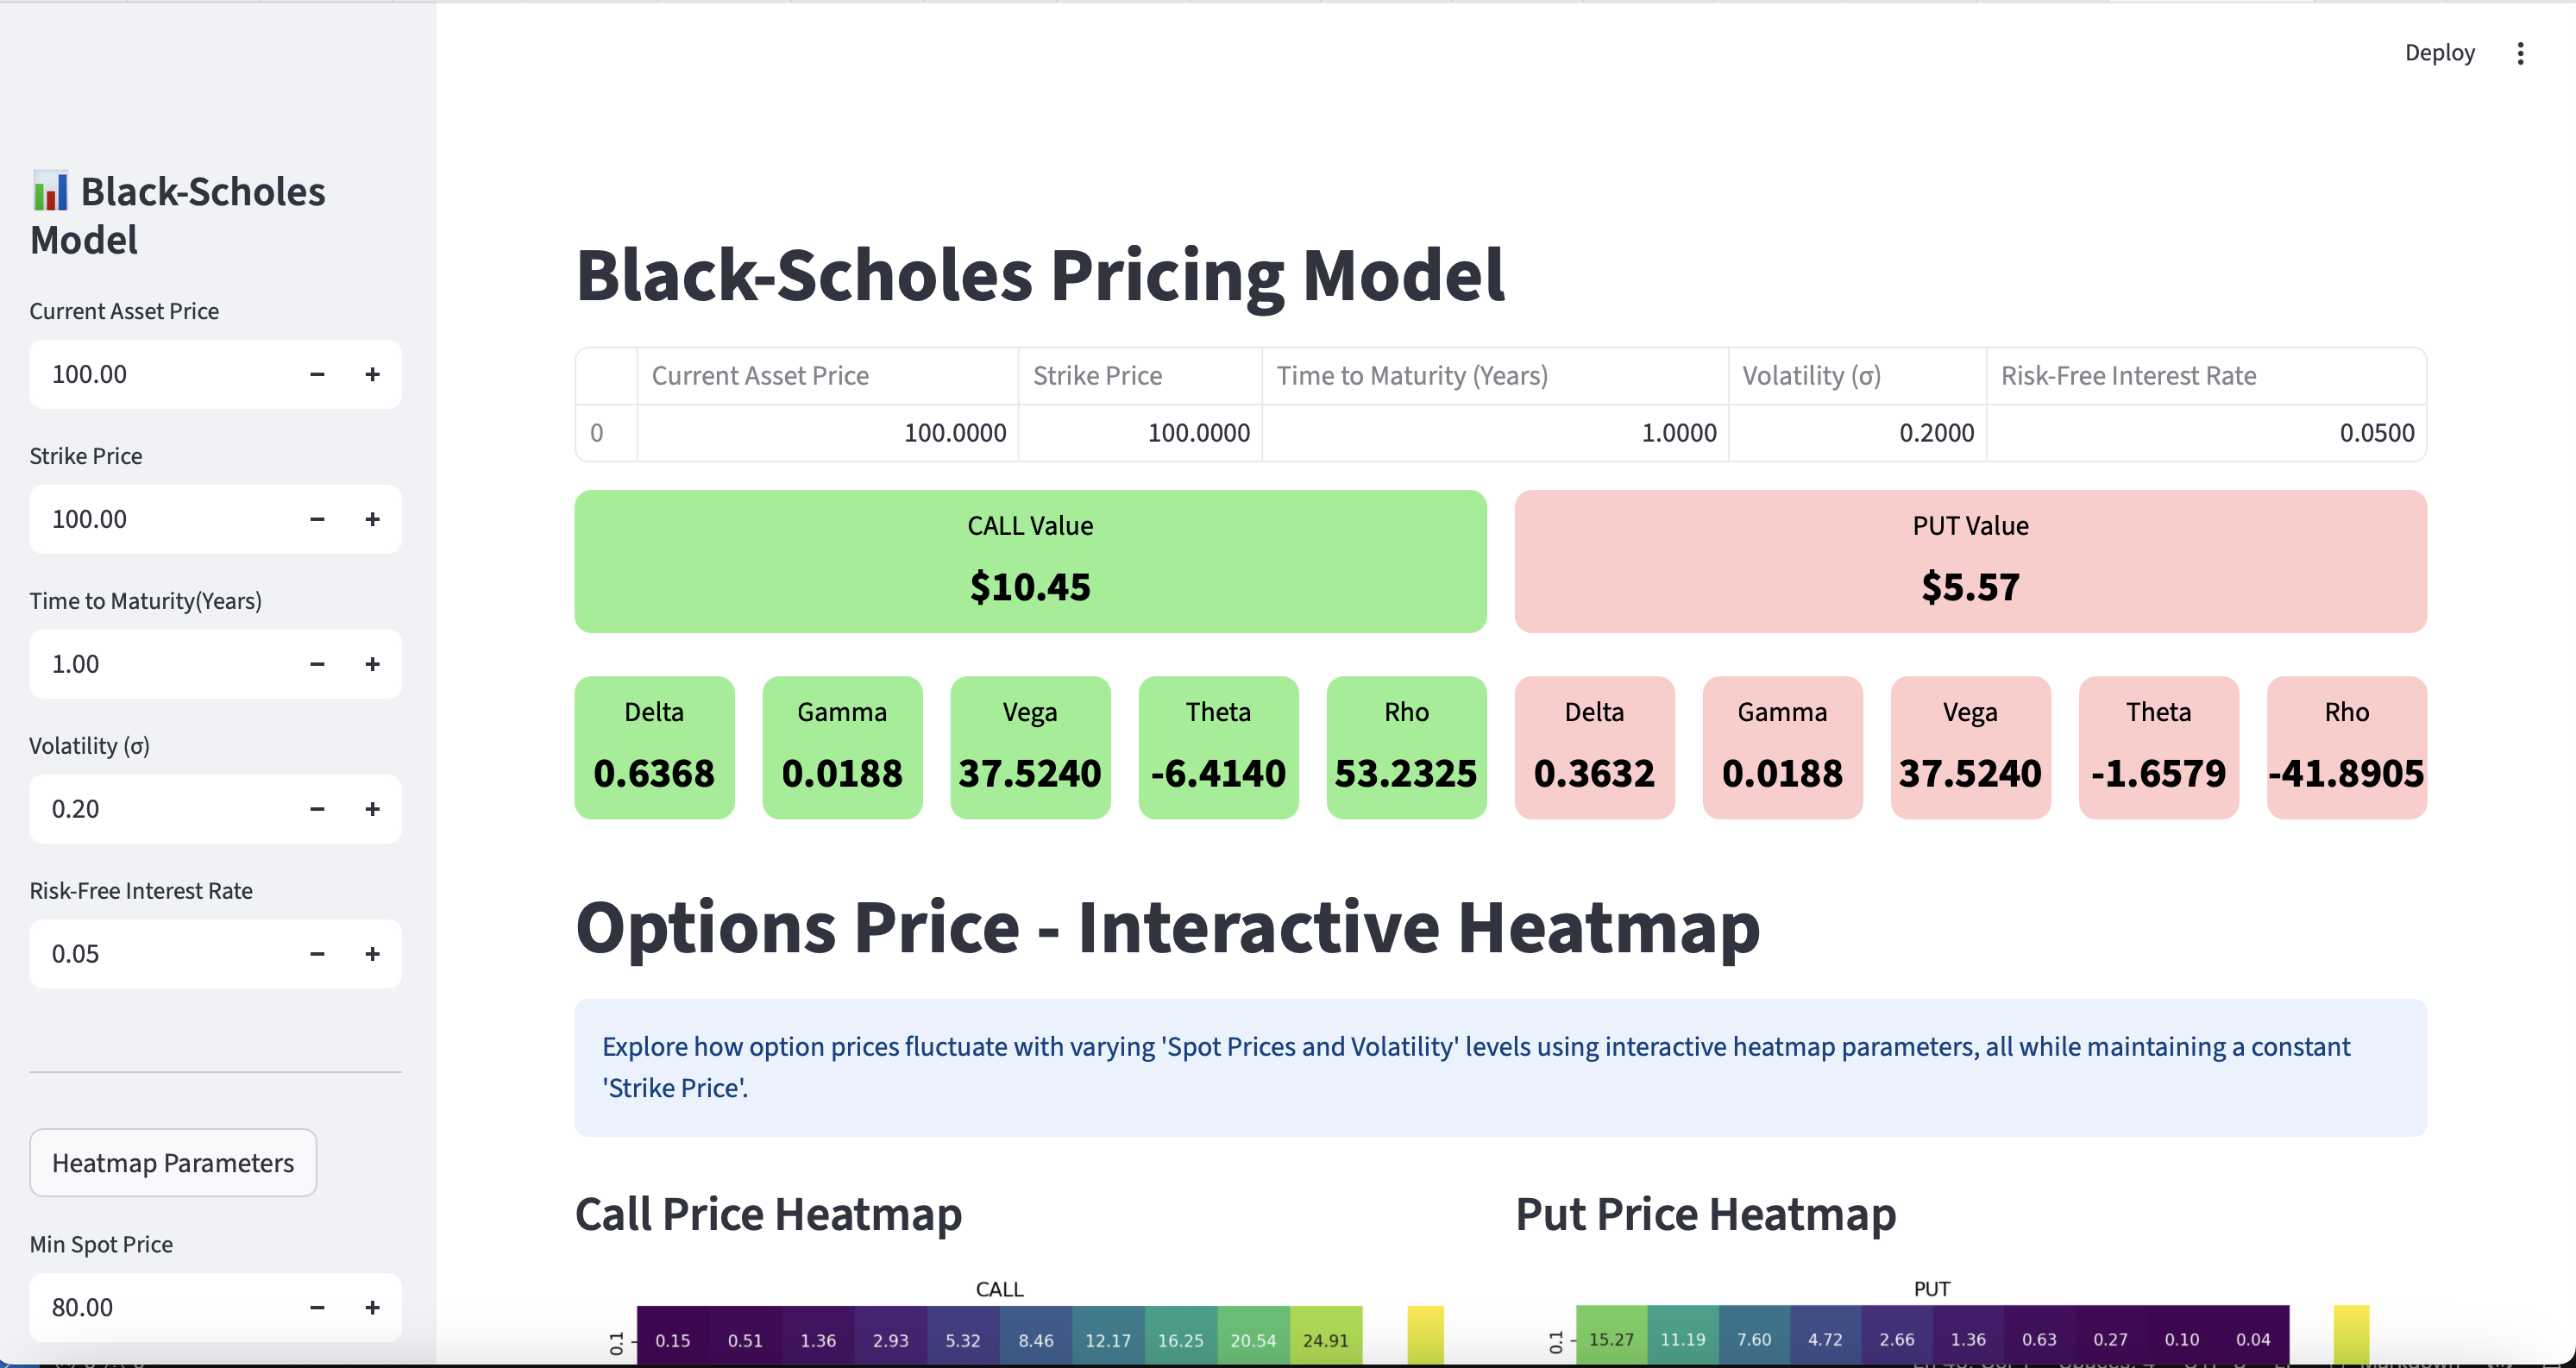 Deploy
📊 Black-Scholes
Model
Current Asset Price
100.00 − +
Strike Price
100.00 − +
Time to Maturity(Years)
1.00 − +
Volatility (σ)
0.20 − +
Risk-Free Interest Rate
0.05 − +
Heatmap Parameters
Min Spot Price
80.00 − +
Black-Scholes Pricing Model
Current Asset Price Strike Price Time to Maturity (Years) Volatility (σ) Risk-Free Interest Rate
0 100.0000 100.0000 1.0000 0.2000 0.0500
CALL Value
$10.45
PUT Value
$5.57
Delta Gamma Vega Theta Rho Delta Gamma Vega Theta Rho
0.6368 0.0188 37.5240 -6.4140 53.2325 0.3632 0.0188 37.5240 -1.6579 -41.8905
Options Price - Interactive Heatmap
Explore how option prices fluctuate with varying 'Spot Prices and Volatility' levels using interactive heatmap parameters, all while maintaining a constant
'Strike Price'.
Call Price Heatmap
CALL
0.1 0.15 0.51 1.36 2.93 5.32 8.46 12.17 16.25 20.54 24.91
Put Price Heatmap
PUT
0.1 15.27 11.19 7.60 4.72 2.66 1.36 0.63 0.27 0.10 0.04